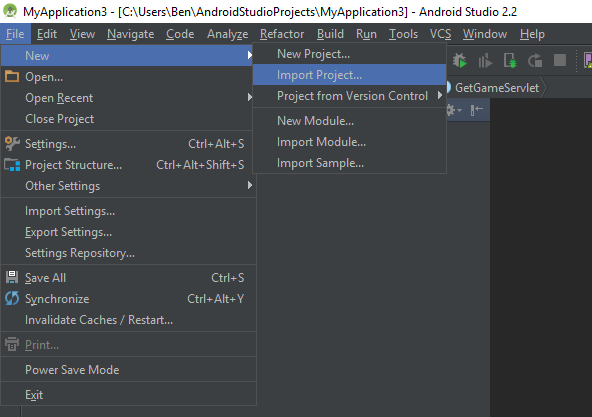 MyApplication3 - [C:\Users\Ben\AndroidStudioProjects\MyApplication3] - Android Studio 2.2
File Edit View Navigate Code Analyze Refactor Build Run Tools VCS Window Help
New
Open...
Open Recent
Close Project
Settings... Ctrl+Alt+S
Project Structure... Ctrl+Alt+Shift+S
Other Settings
Import Settings...
Export Settings...
Settings Repository...
Save All Ctrl+S
Synchronize Ctrl+Alt+Y
Invalidate Caches / Restart...
Print...
Power Save Mode
Exit
New Project...
Import Project...
Project from Version Control
New Module...
Import Module...
Import Sample...
GetGameServlet